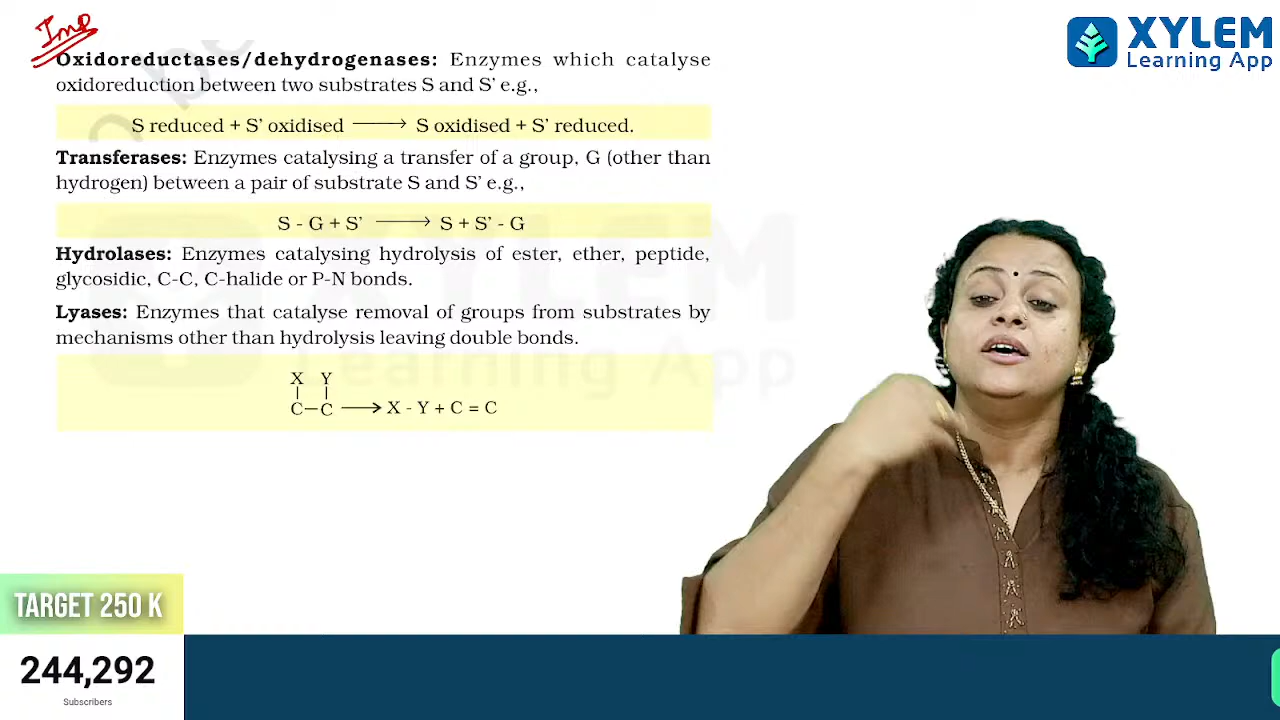 Imp
XYLEM
Learning App
Oxidoreductases/dehydrogenases: Enzymes which catalyse
oxidoreduction between two substrates S and S’ e.g.,
S reduced + S’ oxidised ⟶ S oxidised + S’ reduced.
Transferases: Enzymes catalysing a transfer of a group, G (other than
hydrogen) between a pair of substrate S and S’ e.g.,
S - G + S’ ⟶ S + S’ - G
Hydrolases: Enzymes catalysing hydrolysis of ester, ether, peptide,
glycosidic, C-C, C-halide or P-N bonds.
Lyases: Enzymes that catalyse removal of groups from substrates by
mechanisms other than hydrolysis leaving double bonds.
X Y
C–C ⟶ X - Y + C = C
XYLEM
Learning App
TARGET 250 K
244,292
Subscribers